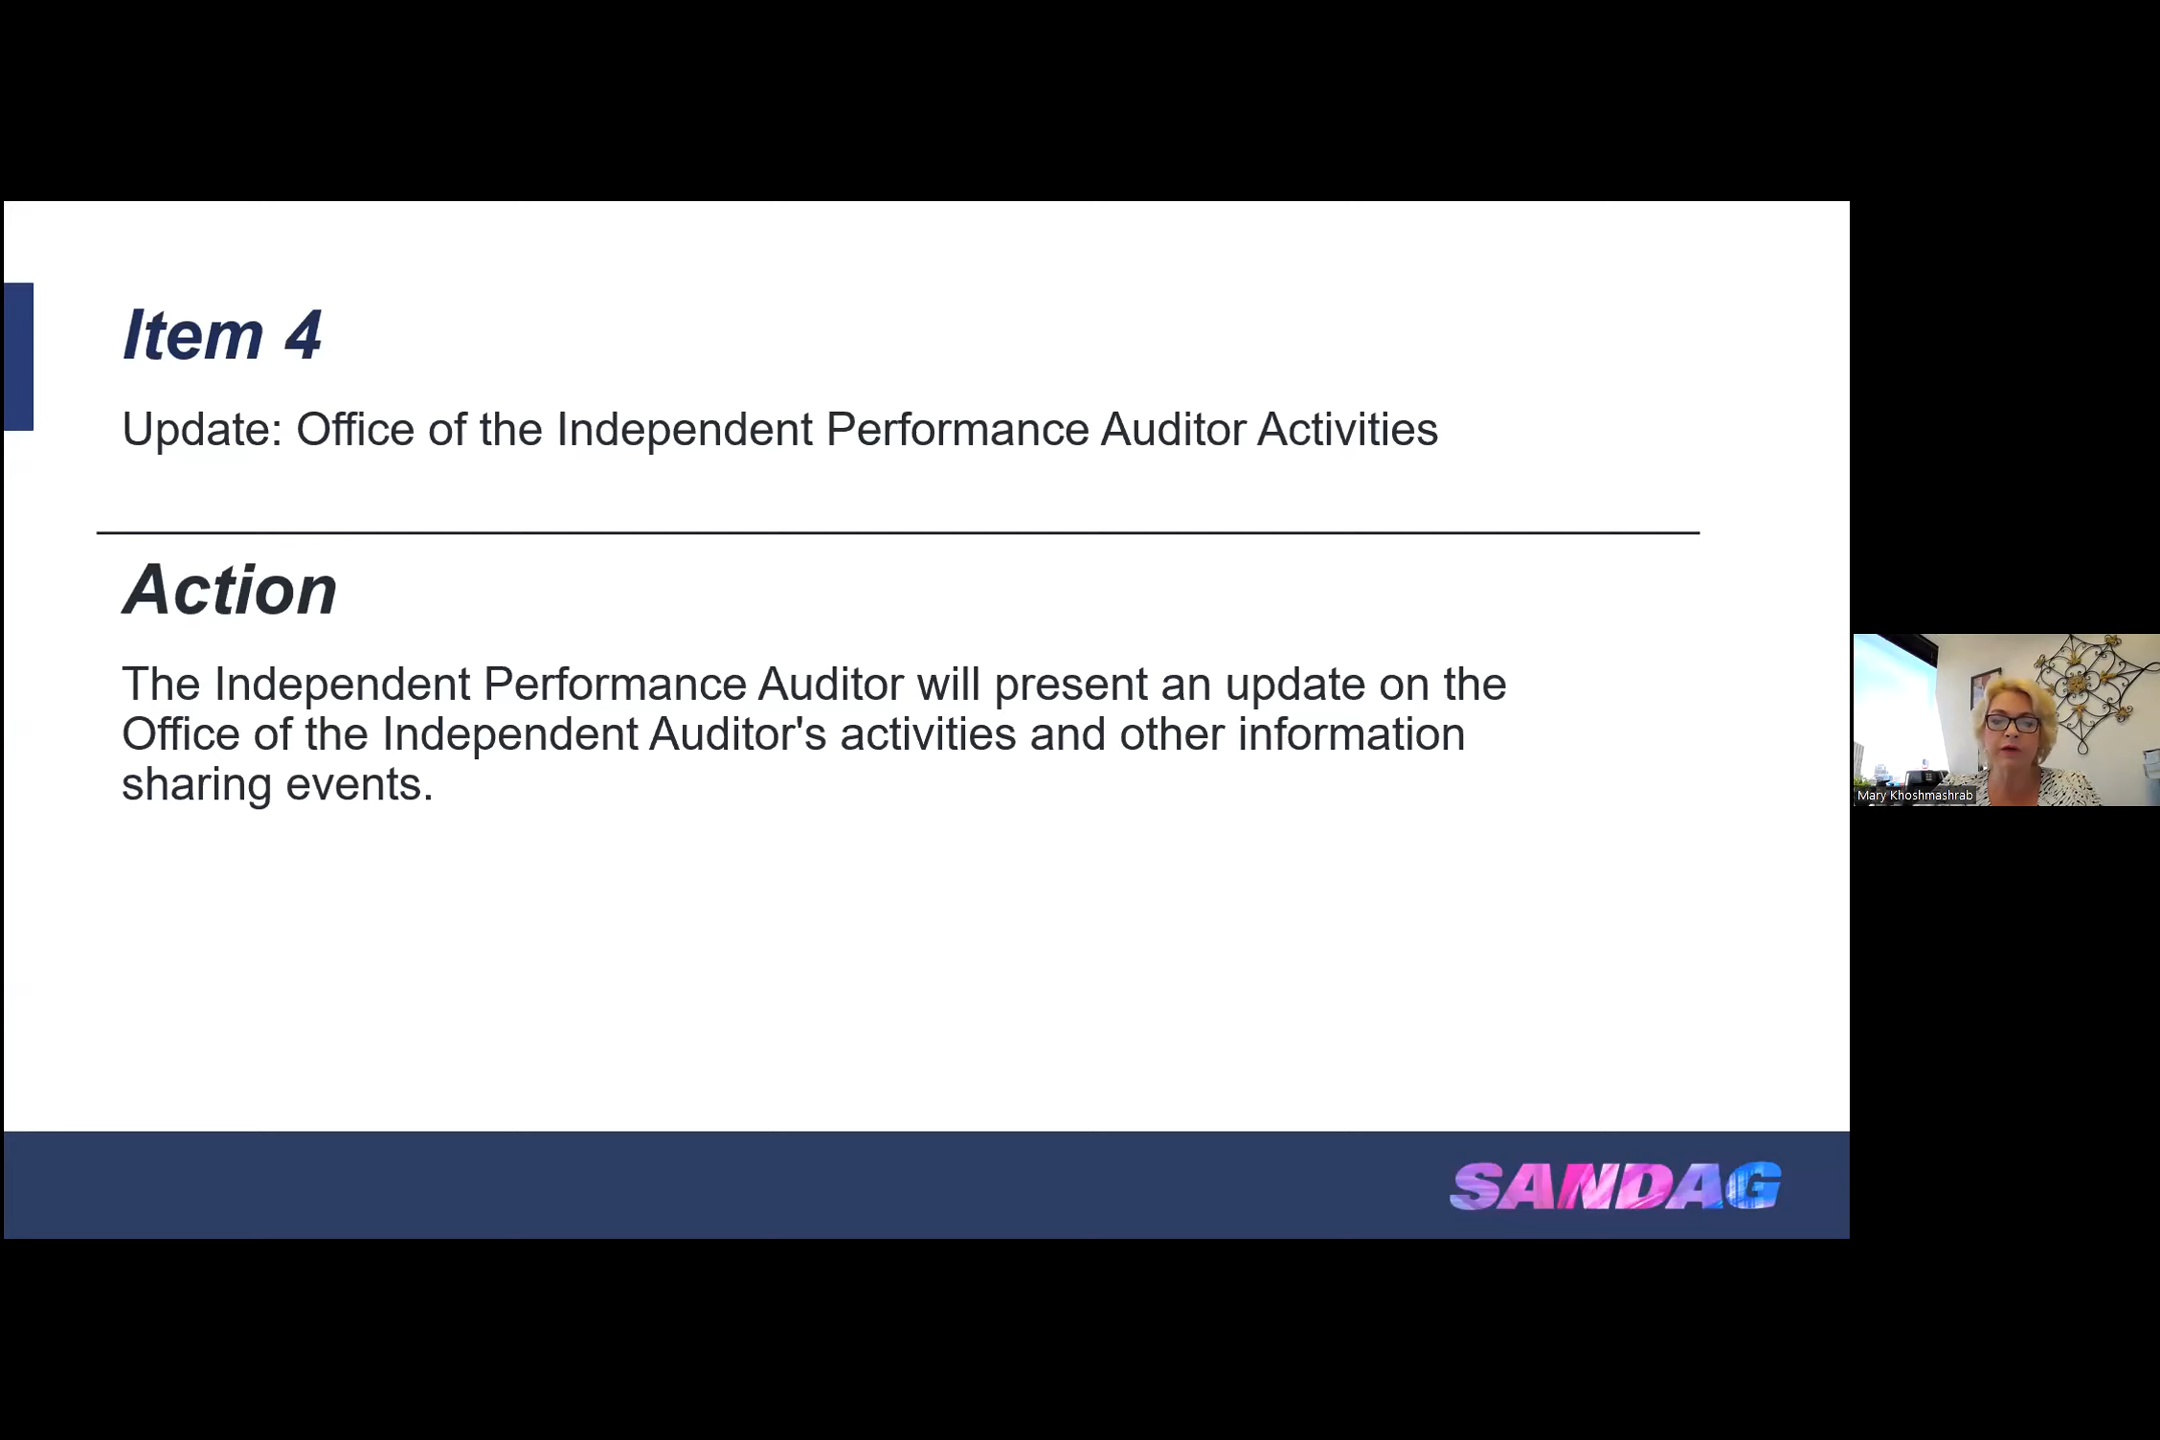 Item 4
Update: Office of the Independent Performance Auditor Activities
Action
The Independent Performance Auditor will present an update on the
Office of the Independent Auditor's activities and other information
sharing events.
SANDAG
Mary Khoshmashrab